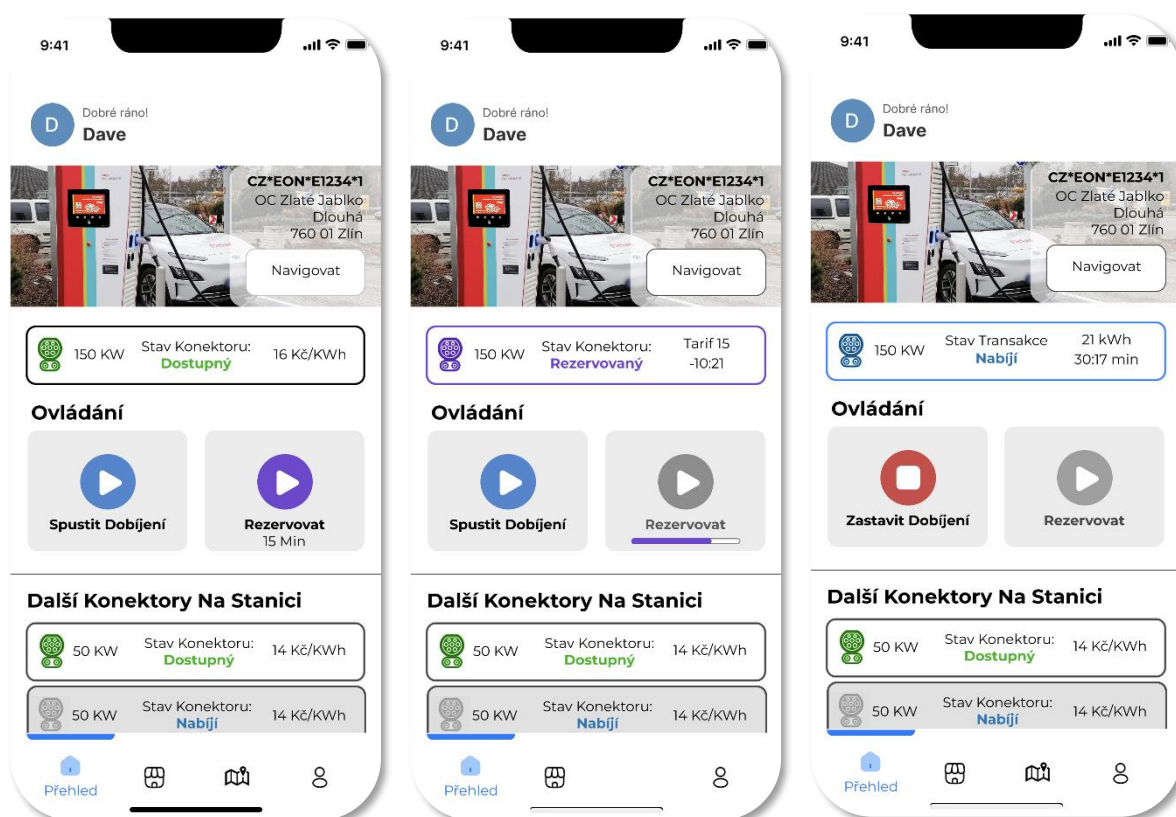 9:41
D
Dobré ráno!
Dave
CZ*EON*E1234*1
OC Zlaté Jablko
Dlouhá
760 01 Zlín
Navigovat
150 KW
Stav Konektoru:
Dostupný
16 Kč/KWh
Ovládání
Spustit Dobíjení
Rezervovat
15 Min
Další Konektory Na Stanici
50 KW
Stav Konektoru:
Dostupný
14 Kč/KWh
50 KW
Stav Konektoru:
Nabíjí
14 Kč/KWh
Přehled
9:41
D
Dobré ráno!
Dave
CZ*EON*E1234*1
OC Zlaté Jablko
Dlouhá
760 01 Zlín
Navigovat
150 KW
Stav Konektoru:
Rezervovaný
Tarif 15
-10:21
Ovládání
Spustit Dobíjení
Rezervovat
Další Konektory Na Stanici
50 KW
Stav Konektoru:
Dostupný
14 Kč/KWh
50 KW
Stav Konektoru:
Nabíjí
14 Kč/KWh
Přehled
9:41
D
Dobré ráno!
Dave
CZ*EON*E1234*1
OC Zlaté Jablko
Dlouhá
760 01 Zlín
Navigovat
150 KW
Stav Transakce
Nabíjí
21 kWh
30:17 min
Ovládání
Zastavit Dobíjení
Rezervovat
Další Konektory Na Stanici
50 KW
Stav Konektoru:
Dostupný
14 Kč/KWh
50 KW
Stav Konektoru:
Nabíjí
14 Kč/KWh
Přehled